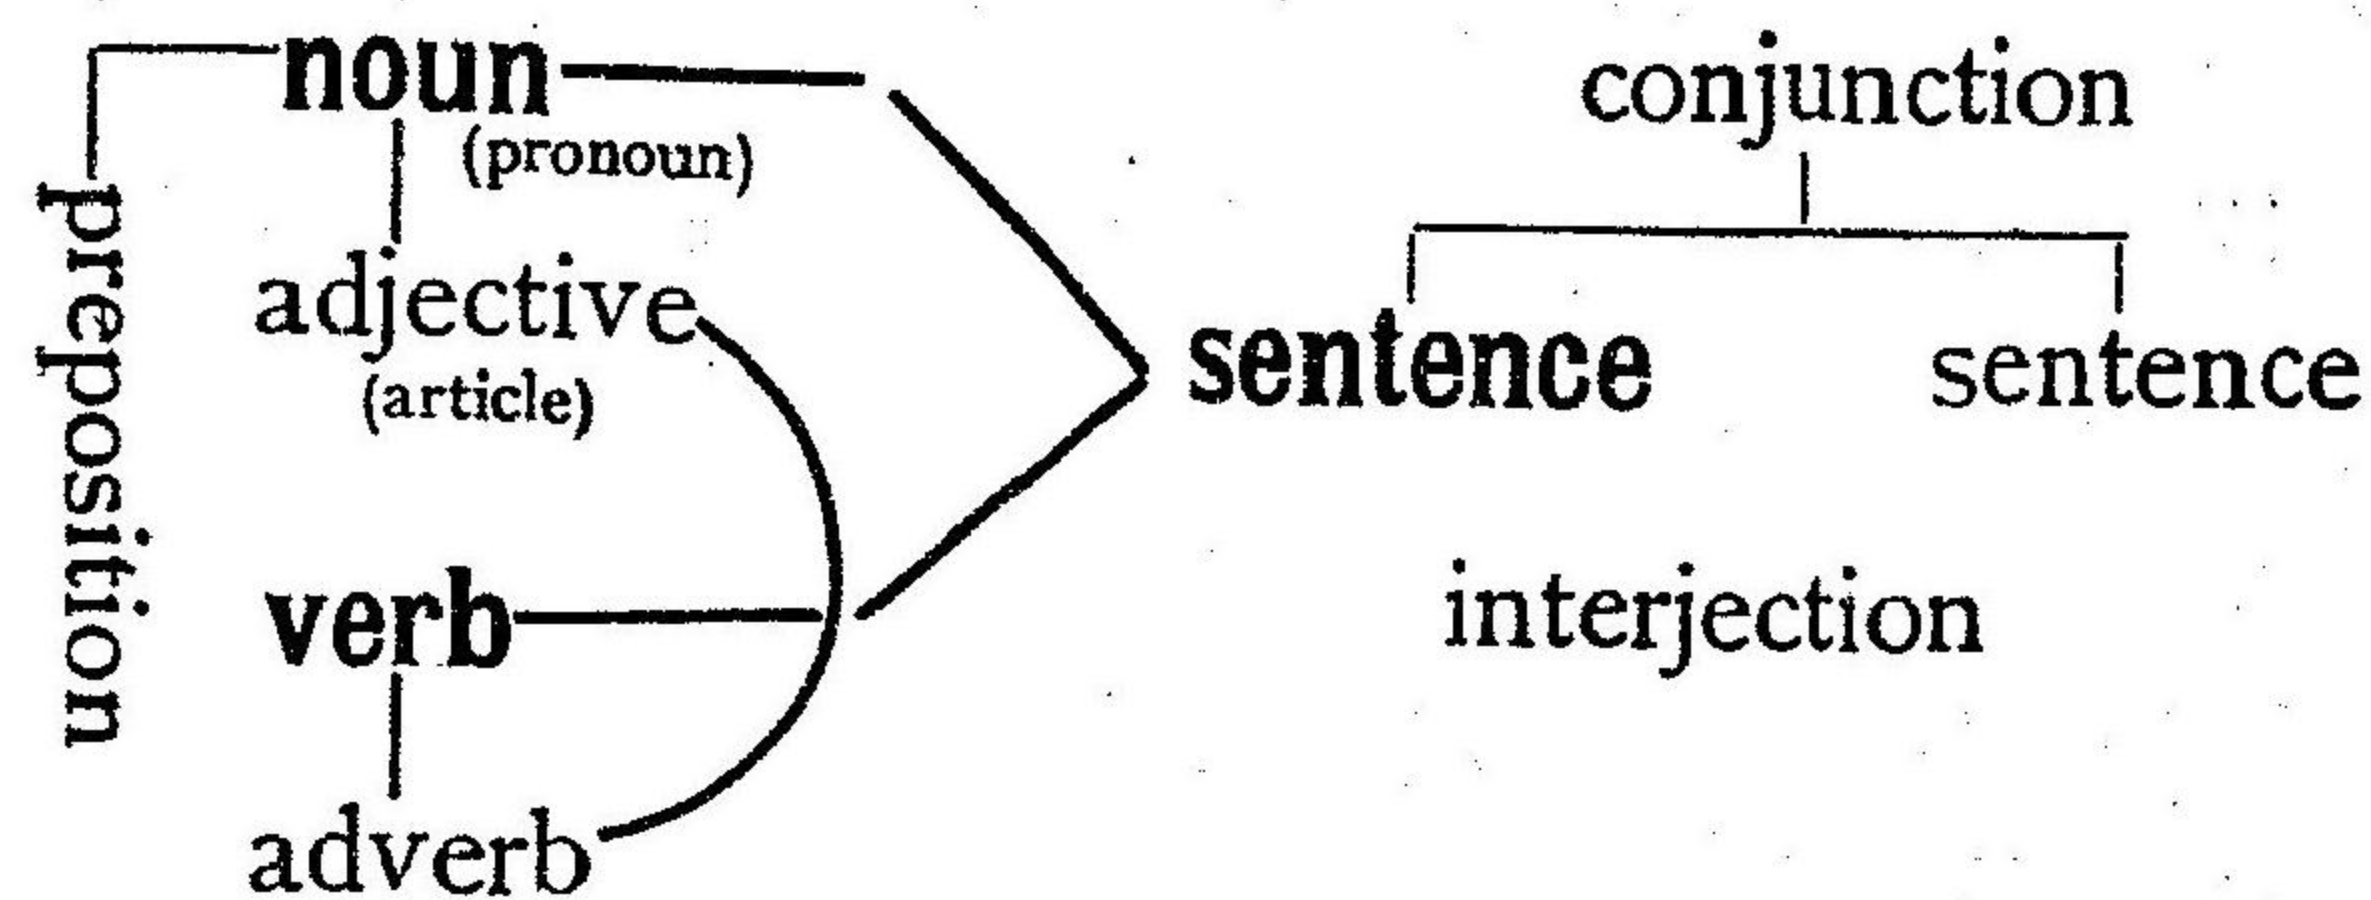 noun
(pronoun)
preposition
adjective
(article)
verb
adverb
conjunction
sentence sentence
interjection